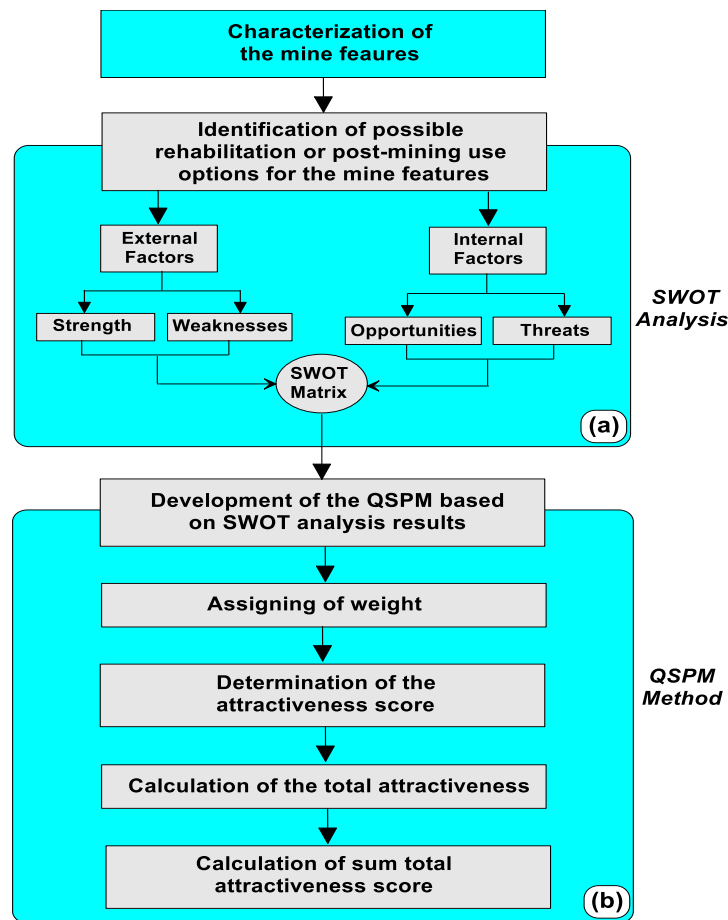 Characterization of
the mine feaures
Identification of possible
rehabilitation or post-mining use
options for the mine features
External
Factors
Internal
Factors
Strength
Weaknesses
Opportunities
Threats
SWOT
Matrix
SWOT
Analysis
(a)
Development of the QSPM based
on SWOT analysis results
Assigning of weight
Determination of the
attractiveness score
Calculation of the total attractiveness
Calculation of sum total
attractiveness score
QSPM
Method
(b)